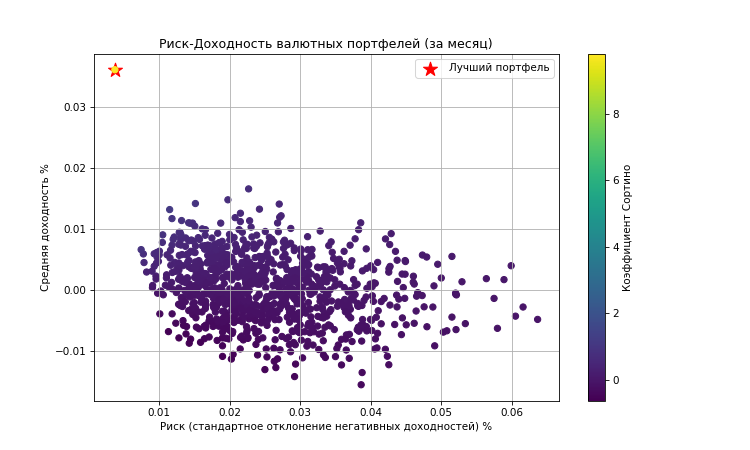 Риск-Доходность валютных портфелей (за месяц)
Лучший портфель
Средняя доходность %
0.03
0.02
0.01
0.00
−0.01
0.01 0.02 0.03 0.04 0.05 0.06
Риск (стандартное отклонение негативных доходностей) %
8
6
4
2
0
Коэффициент Сортино